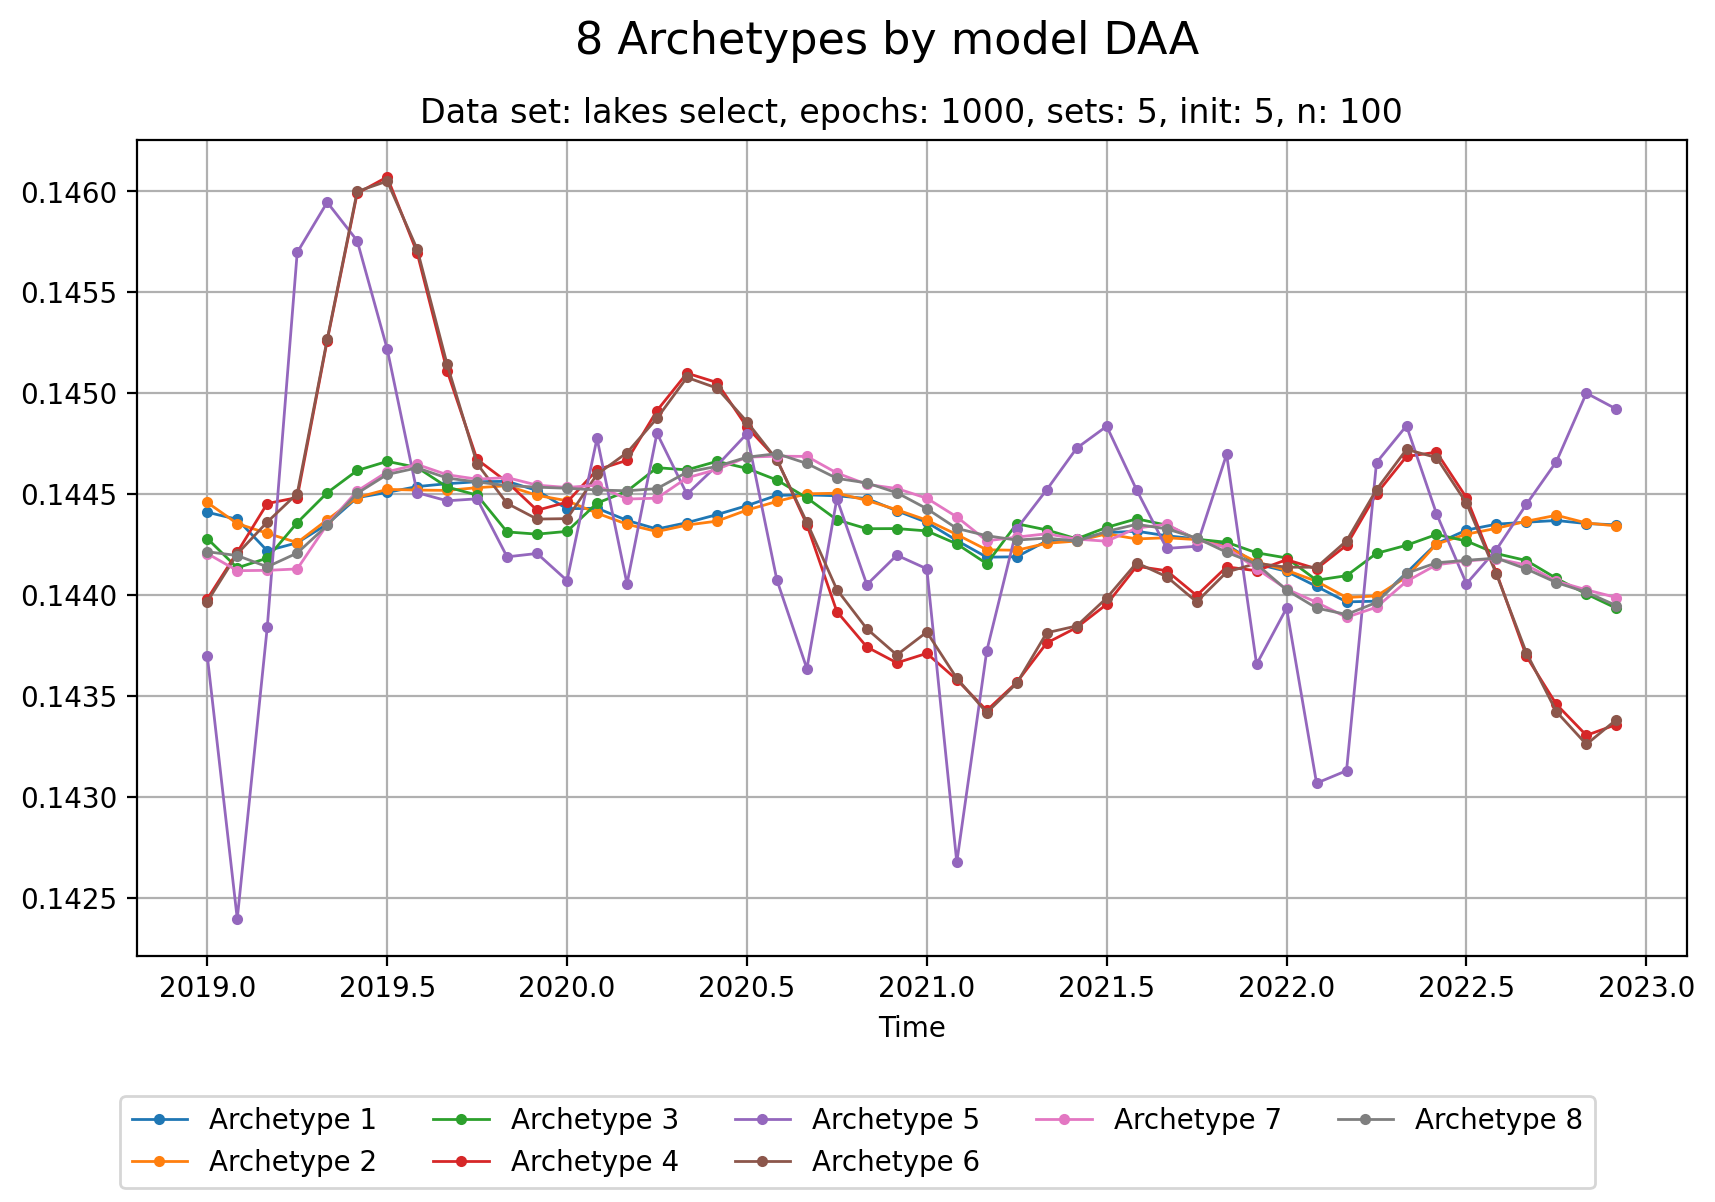 8 Archetypes by model DAA
Data set: lakes select, epochs: 1000, sets: 5, init: 5, n: 100
0.1460
0.1455
0.1450
0.1445
0.1440
0.1435
0.1430
0.1425
2019.0 2019.5 2020.0 2020.5 2021.0 2021.5 2022.0 2022.5 2023.0
Time
Archetype 1 Archetype 3 Archetype 5 Archetype 7 Archetype 8
Archetype 2 Archetype 4 Archetype 6